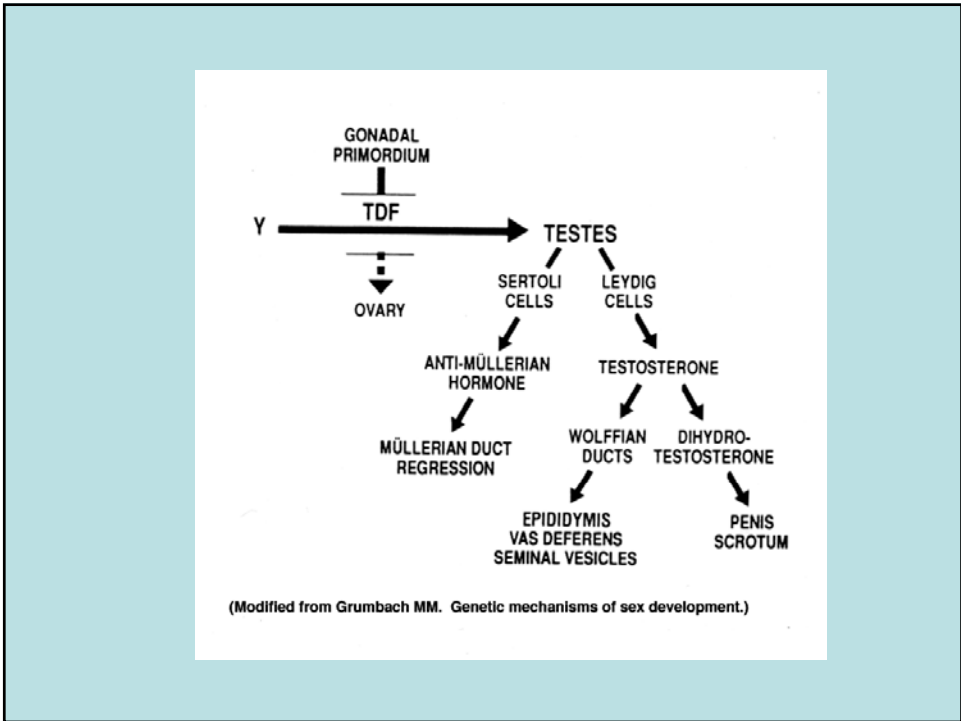 GONADAL
PRIMORDIUM
TDF
Y
TESTES
OVARY
SERTOLI
CELLS
LEYDIG
CELLS
ANTI-MÜLLERIAN
HORMONE
TESTOSTERONE
MÜLLERIAN DUCT
REGRESSION
WOLFFIAN
DUCTS
DIHYDRO-
TESTOSTERONE
EPIDIDYMIS
VAS DEFERENS
SEMINAL VESICLES
PENIS
SCROTUM
(Modified from Grumbach MM. Genetic mechanisms of sex development.)